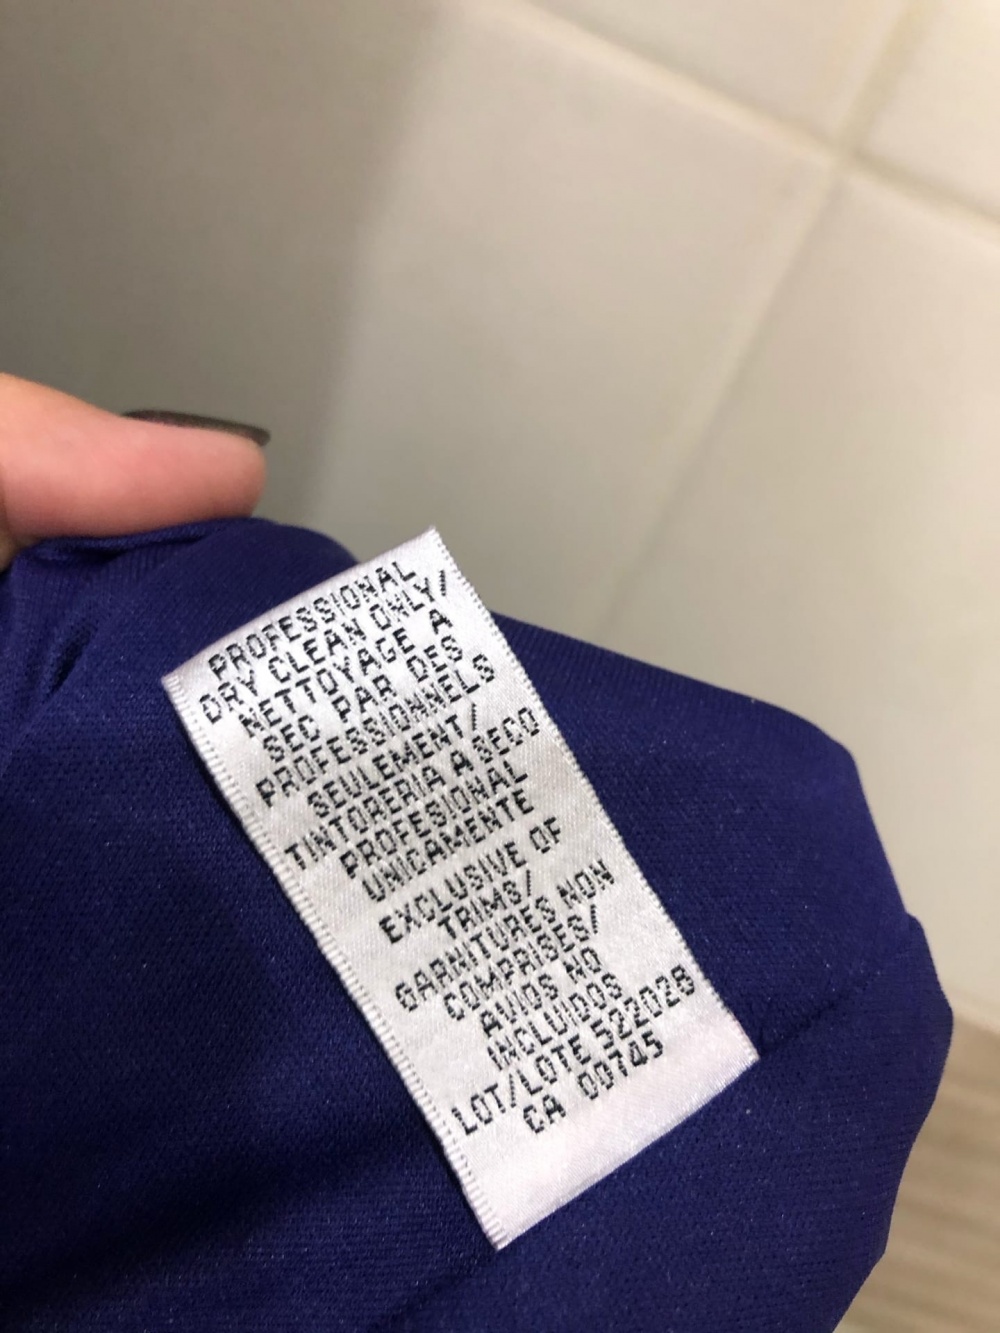 PROFESSIONAL
DRY CLEAN ONLY/
NETTOYAGE A
SEC PAR DES
PROFESSIONNELS
SEULEMENT/
TINTORERIA A SECO
PROFESIONAL
UNICAMENTE
EXCLUSIVE OF
TRIMS/
GARNITURES NON
COMPRISES/
AVIOS NO
INCLUIDOS
LOT/LOTE 522028
CA 00745